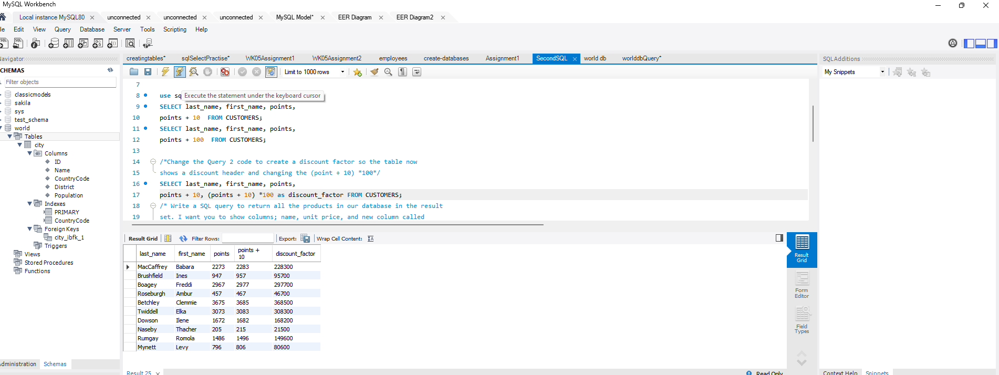 MySQL Workbench
Local instance MySQL80 unconnected unconnected unconnected MySQL Model* EER Diagram EER Diagram2
le Edit View Query Database Server Tools Scripting Help
Navigator
SCHEMAS
Filter objects
classicmodels
sakila
sys
test_schema
world
Tables
city
Columns
ID
Name
CountryCode
District
Population
Indexes
PRIMARY
CountryCode
Foreign Keys
city_ibfk_1
Triggers
Views
Stored Procedures
Functions
Administration Schemas
creatingtables* sqlSelectPractise* WK05Assignment1 WK05Assignment2 employees create-databases Assignment1 SecondSQL world db worlddbQuery*
Limit to 1000 rows
7
8 use sq
Execute the statement under the keyboard cursor
9 SELECT last_name, first_name, points,
10 points + 10 FROM CUSTOMERS;
11 SELECT last_name, first_name, points,
12 points + 100 FROM CUSTOMERS;
13
14 /*Change the Query 2 code to create a discount factor so the table now
15 shows a discount header and changing the (point + 10) *100*/
16 SELECT last_name, first_name, points,
17 points + 10, (points + 10) *100 as discount_factor FROM CUSTOMERS;
18 /* Write a SQL query to return all the products in our database in the result
19 set. I want you to show columns; name, unit price, and new column called
Result Grid Filter Rows: Export: Wrap Cell Content:
last_name first_name points points + 10 discount_factor
MacCaffrey Babara 2273 2283 228300
Brushfield Ines 947 957 95700
Boagey Freddi 2967 2977 297700
Roseburgh Ambur 457 467 46700
Betchley Clemmie 3675 3685 368500
Twiddell Elka 3073 3083 308300
Dowson Ilene 1672 1682 168200
Naseby Thacher 205 215 21500
Rumgay Romola 1486 1496 149600
Mynett Levy 796 806 80600
Result 25
Read Only
Result
Grid
Form
Editor
Field
Types
SQLAdditions
My Snippets
Context Help Snippets